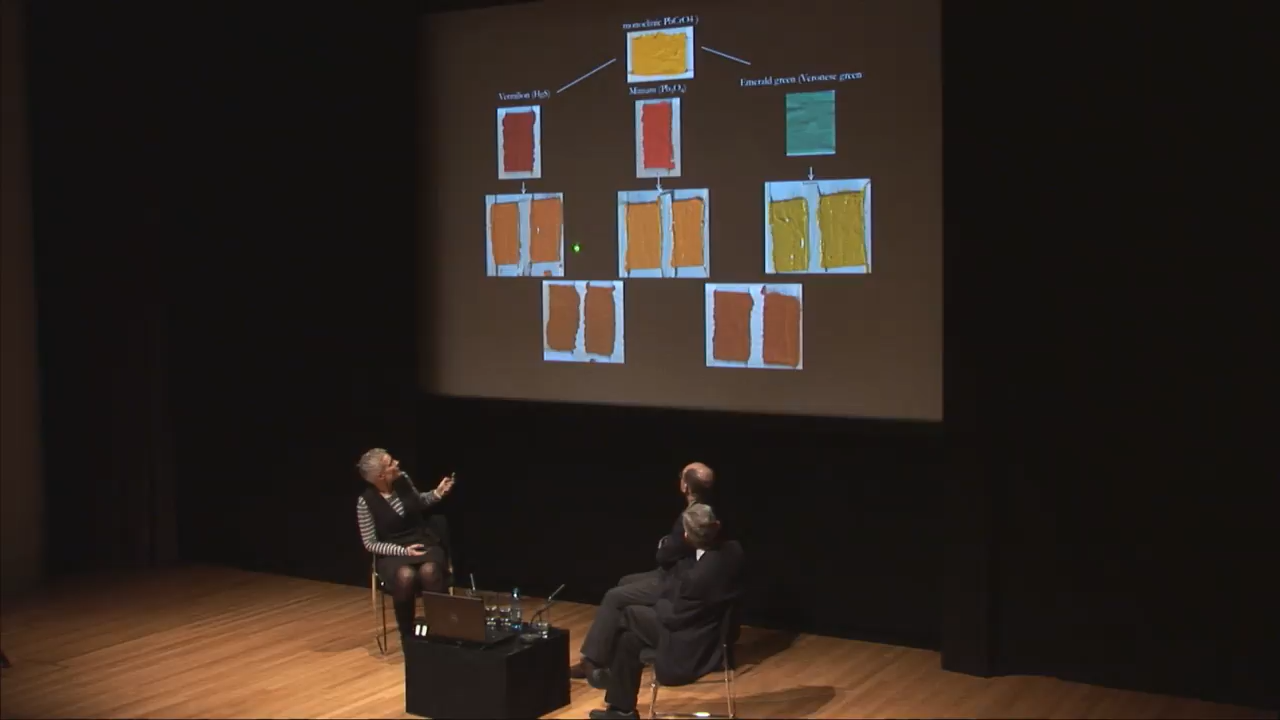 monoclinic PbCrO4)
Vermilion (HgS)
Minium (Pb₃O₄)
Emerald green (Veronese green